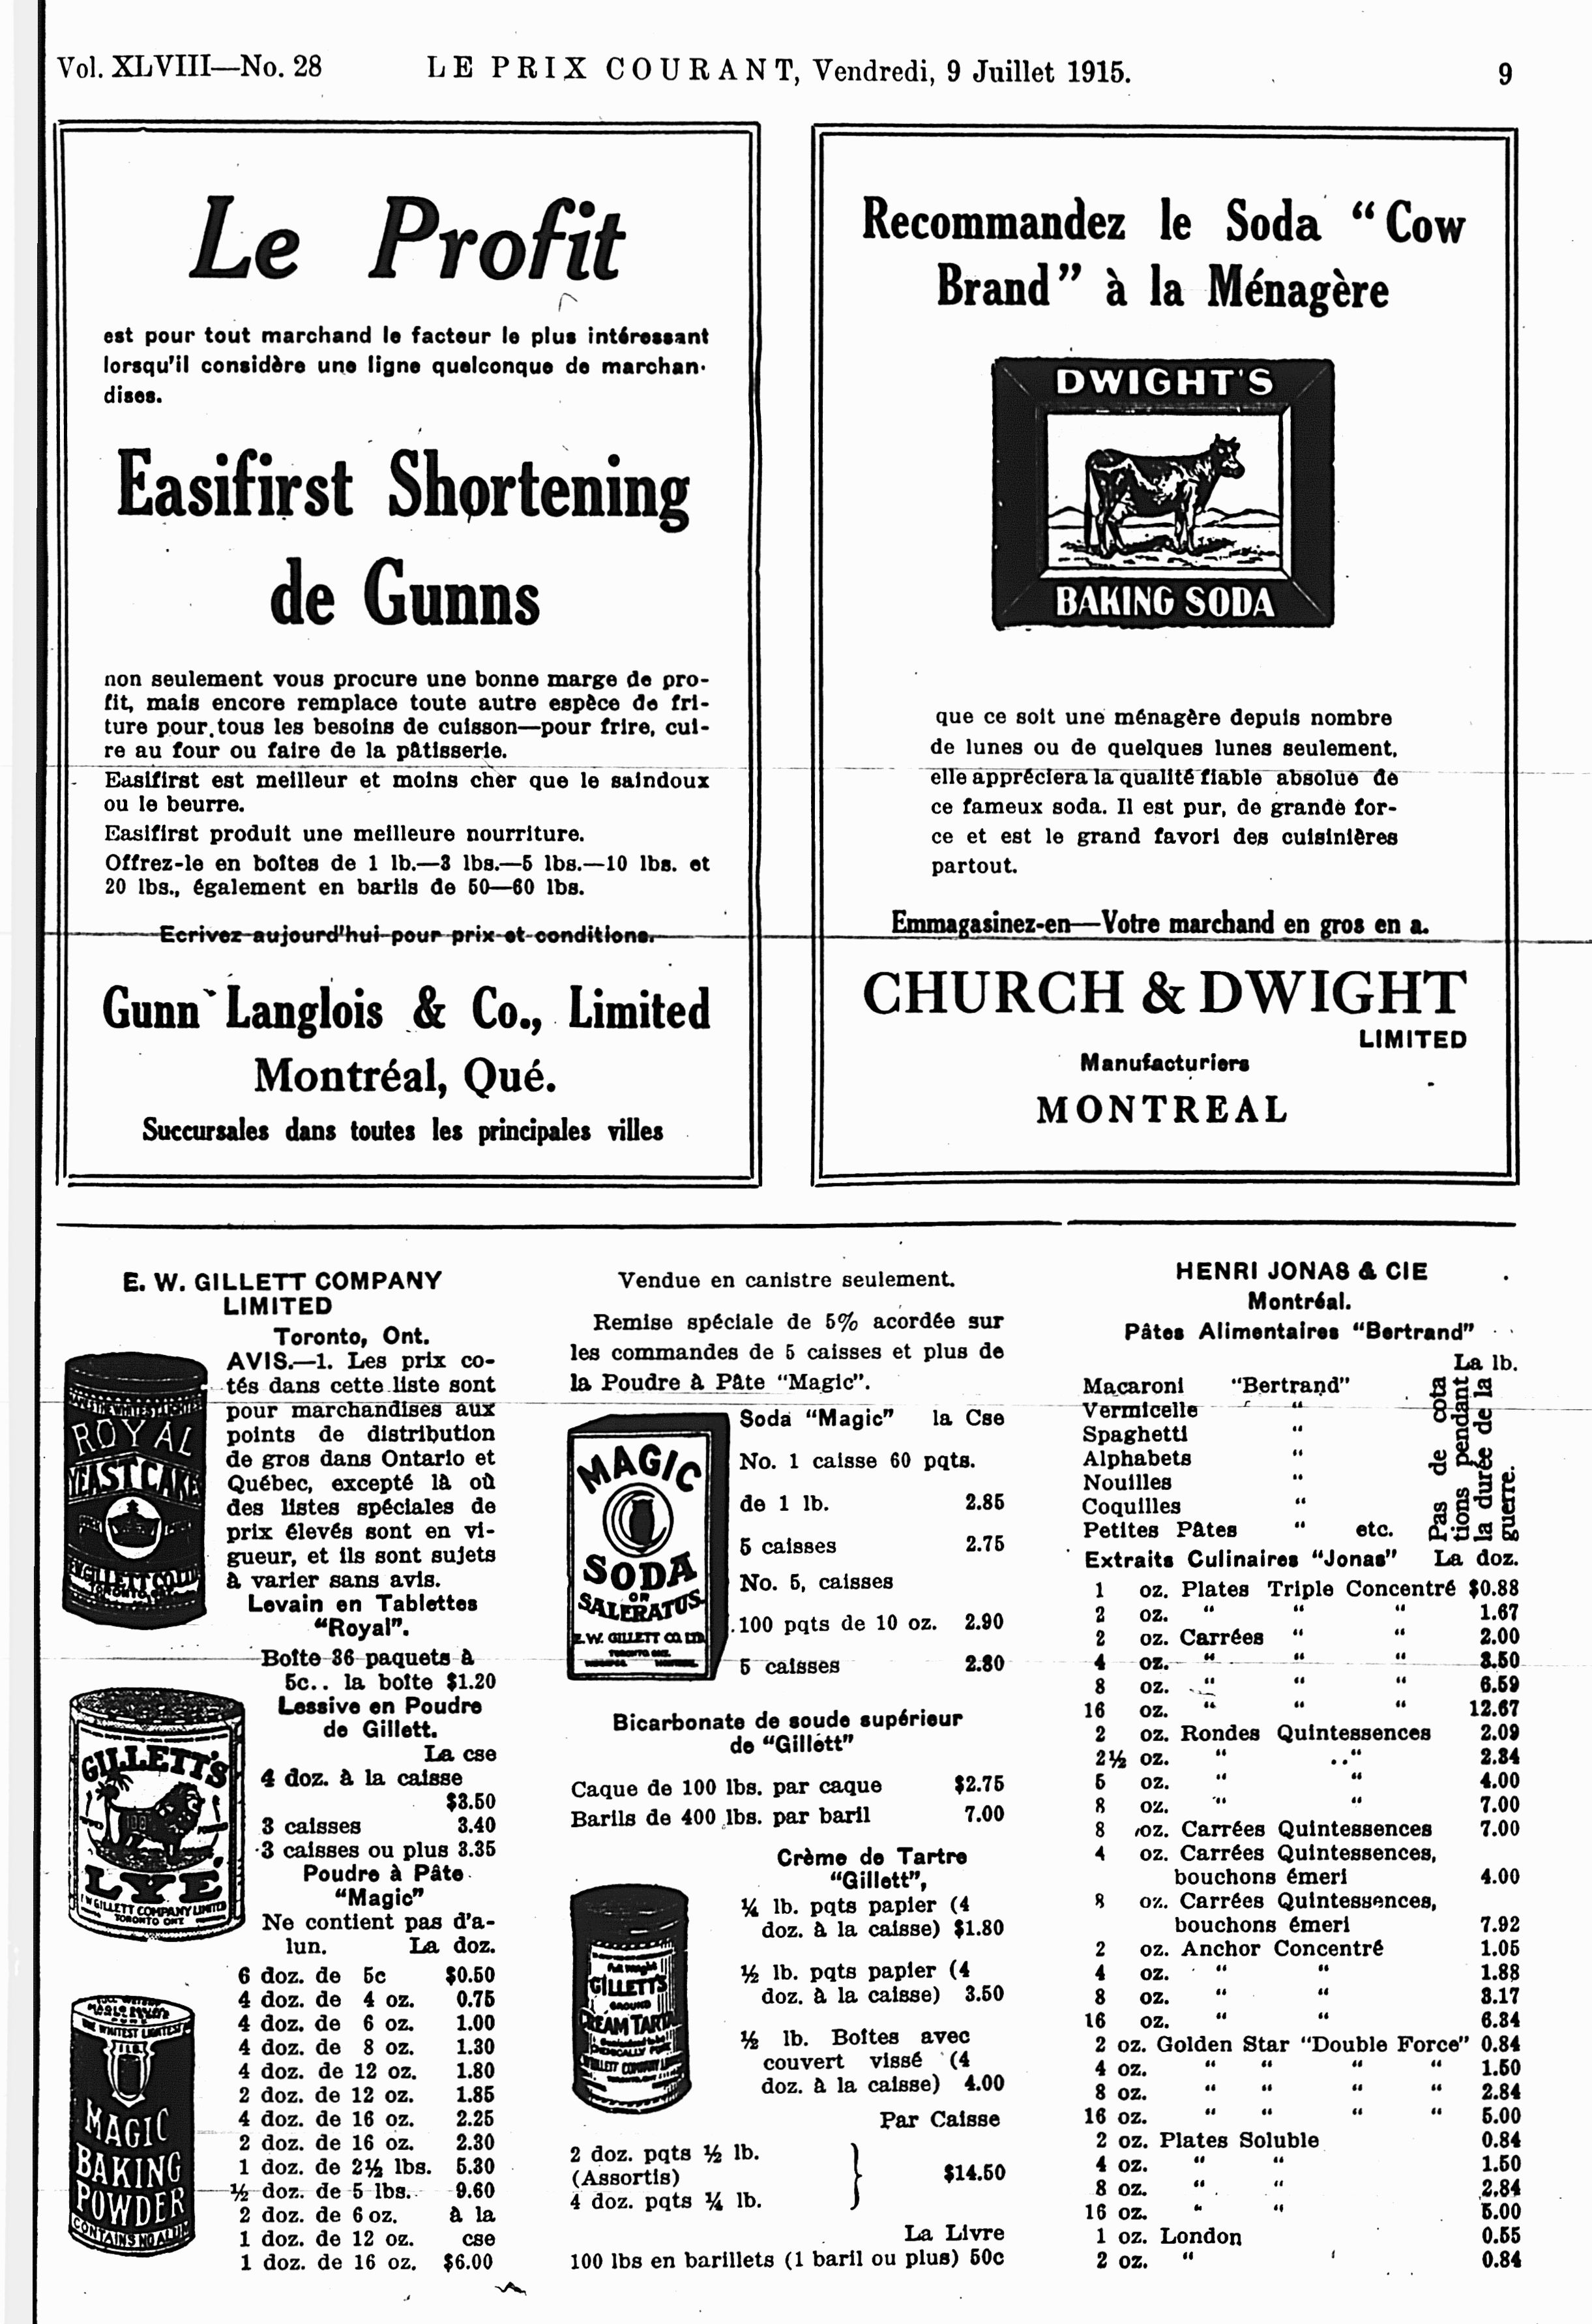 Vol. XLVIII—No. 28 LE PRIX COURANT, Vendredi, 9 Juillet 1915. 9
Le Profit
est pour tout marchand le facteur le plus intéressant
lorsqu'il considère une ligne quelconque de marchan-
dises.
Easifirst Shortening
de Gunns
non seulement vous procure une bonne marge de pro-
fit, mais encore remplace toute autre espèce de fri-
ture pour tous les besoins de cuisson—pour frire, cui-
re au four ou faire de la pâtisserie.
Easifirst est meilleur et moins cher que le saindoux
ou le beurre.
Easifirst produit une meilleure nourriture.
Offrez-le en boîtes de 1 lb.—3 lbs.—5 lbs.—10 lbs. et
20 lbs., également en barils de 50—60 lbs.
Ecrivez aujourd'hui pour prix et conditions.
Gunn Langlois & Co., Limited
Montréal, Qué.
Succursales dans toutes les principales villes
Recommandez le Soda "Cow
Brand" à la Ménagère
DWIGHT'S
BAKING SODA
que ce soit une ménagère depuis nombre
de lunes ou de quelques lunes seulement,
elle appréciera la qualité fiable absolue de
ce fameux soda. Il est pur, de grande for-
ce et est le grand favori des cuisinières
partout.
Emmagasinez-en—Votre marchand en gros en a.
CHURCH & DWIGHT
LIMITED
Manufacturiers
MONTREAL
E. W. GILLETT COMPANY
LIMITED
Toronto, Ont.
AVIS.—1. Les prix co-
tés dans cette liste sont
pour marchandises aux
points de distribution
de gros dans Ontario et
Québec, excepté là où
des listes spéciales de
prix élevés sont en vi-
gueur, et ils sont sujets
à varier sans avis.
ROYAL
YEAST CAKES
Levain en Tablettes
"Royal".
Boîte 36 paquets à
5c.. la boîte $1.20
Lessive en Poudre
de Gillett.
La cse
4 doz. à la caisse
$3.50
3 caisses 3.40
3 caisses ou plus 3.35
GILLETT'S
LYE
E W GILLETT COMPANY LIMITED
TORONTO ONT
Poudre à Pâte
"Magic"
Ne contient pas d'a-
lun. La doz.
6 doz. de 5c $0.50
4 doz. de 4 oz. 0.75
4 doz. de 6 oz. 1.00
4 doz. de 8 oz. 1.30
4 doz. de 12 oz. 1.80
2 doz. de 12 oz. 1.85
4 doz. de 16 oz. 2.25
2 doz. de 16 oz. 2.30
1 doz. de 2½ lbs. 5.30
½ doz. de 5 lbs. 9.60
2 doz. de 6 oz. à la
1 doz. de 12 oz. cse
1 doz. de 16 oz. $6.00
MAGIC
BAKING
POWDER
CONTAINS NO ALUM
Vendue en canistre seulement.
Remise spéciale de 5% acordée sur
les commandes de 5 caisses et plus de
la Poudre à Pâte "Magic".
MAGIC
SODA
OR
SALERATUS
E.W. GILLETT CO. LTD.
Soda "Magic" la Cse
No. 1 caisse 60 pqts.
de 1 lb. 2.85
5 caisses 2.75
No. 5, caisses
100 pqts de 10 oz. 2.90
5 caisses 2.80
Bicarbonate de soude supérieur
de "Gillett"
Caque de 100 lbs. par caque $2.75
Barils de 400 lbs. par baril 7.00
Crème de Tartre
"Gillett",
¼ lb. pqts papier (4
doz. à la caisse) $1.80
½ lb. pqts papier (4
doz. à la caisse) 3.50
½ lb. Boîtes avec
couvert vissé (4
doz. à la caisse) 4.00
GILLETT'S
GROUND
CREAM TARTAR
CHEMICALLY PURE
Par Caisse
2 doz. pqts ½ lb.
(Assortis) $14.50
4 doz. pqts ¼ lb.
La Livre
100 lbs en barillets (1 baril ou plus) 50c
HENRI JONAS & CIE
Montréal.
Pâtes Alimentaires "Bertrand"
La lb.
Macaroni "Bertrand"
Vermicelle "
Spaghetti "
Alphabets "
Nouilles "
Coquilles "
Petites Pâtes " etc.
Pas de cota
tions pendant
la durée de la
guerre.
Extraits Culinaires "Jonas" La doz.
1 oz. Plates Triple Concentré $0.88
2 oz. " " " 1.67
2 oz. Carrées " " 2.00
4 oz. " " " 3.50
8 oz. " " " 6.59
16 oz. " " " 12.67
2 oz. Rondes Quintessences 2.09
2½ oz. " " 2.34
5 oz. " " 4.00
8 oz. " " 7.00
8 oz. Carrées Quintessences 7.00
4 oz. Carrées Quintessences,
bouchons émeri 4.00
8 oz. Carrées Quintessences,
bouchons émeri 7.92
2 oz. Anchor Concentré 1.05
4 oz. " " 1.88
8 oz. " " 3.17
16 oz. " " 6.34
2 oz. Golden Star "Double Force" 0.84
4 oz. " " " " 1.50
8 oz. " " " " 2.84
16 oz. " " " " 5.00
2 oz. Plates Soluble 0.84
4 oz. " " 1.50
8 oz. " " 2.84
16 oz. " " 5.00
1 oz. London 0.55
2 oz. " 0.84